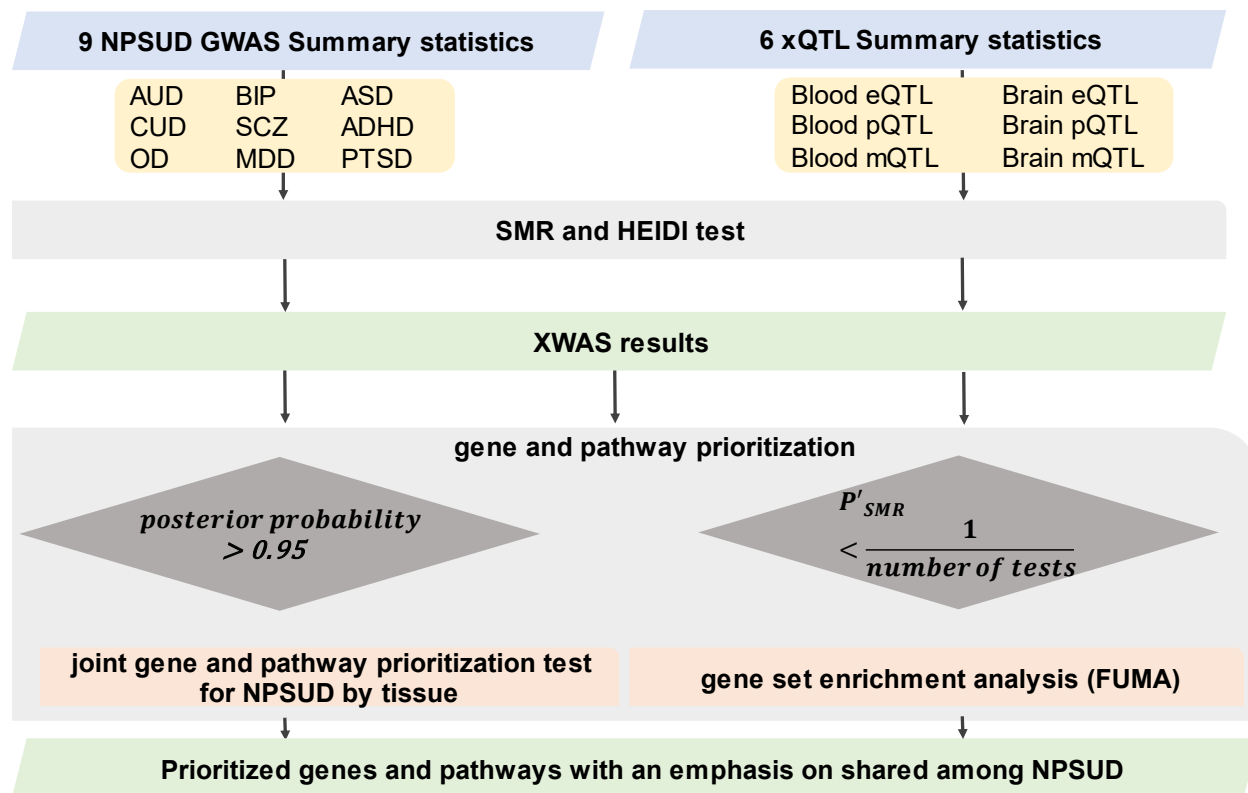 9 NPSUD GWAS Summary statistics
6 xQTL Summary statistics
AUD BIP ASD
CUD SCZ ADHD
OD MDD PTSD
Blood eQTL Brain eQTL
Blood pQTL Brain pQTL
Blood mQTL Brain mQTL
SMR and HEIDI test
XWAS results
gene and pathway prioritization
posterior probability
> 0.95
P'SMR
< 1
number of tests
joint gene and pathway prioritization test
for NPSUD by tissue
gene set enrichment analysis (FUMA)
Prioritized genes and pathways with an emphasis on shared among NPSUD